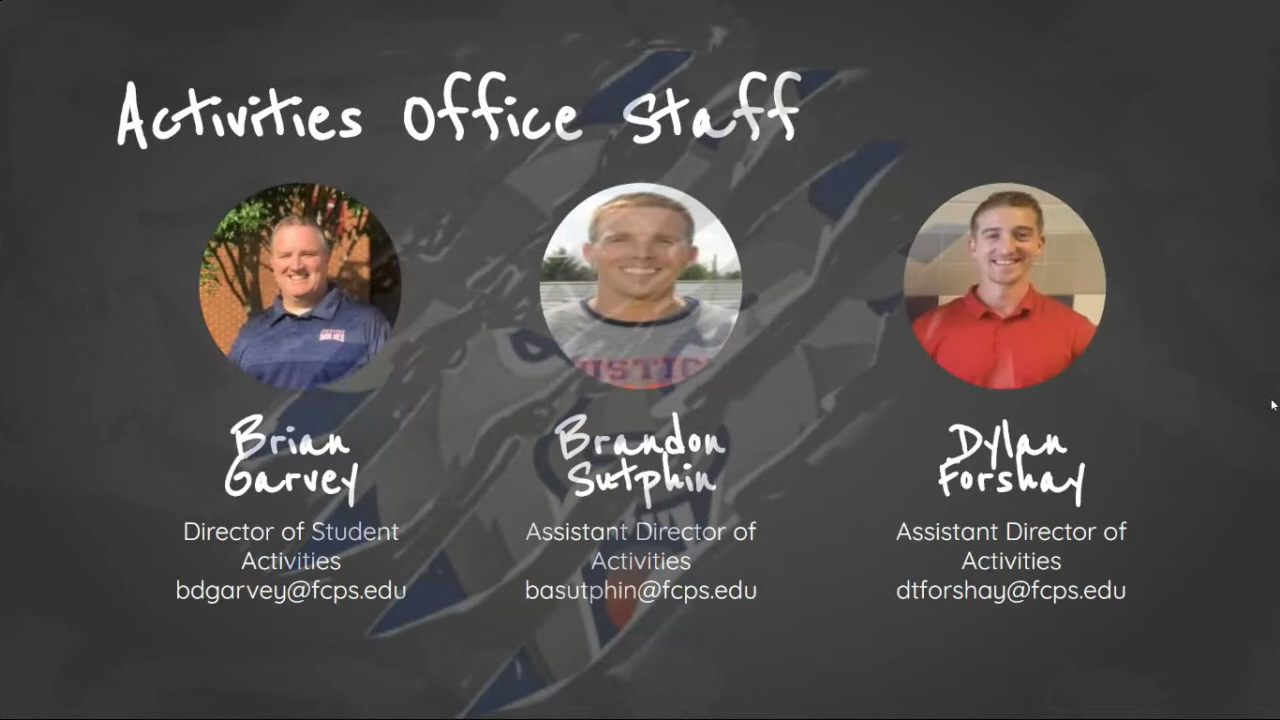 Activities Office Staff
USTIC
Brian
Garvey
Director of Student
Activities
bdgarvey@fcps.edu
Brandon
Sutphin
Assistant Director of
Activities
basutphin@fcps.edu
Dylan
Forshay
Assistant Director of
Activities
dtforshay@fcps.edu